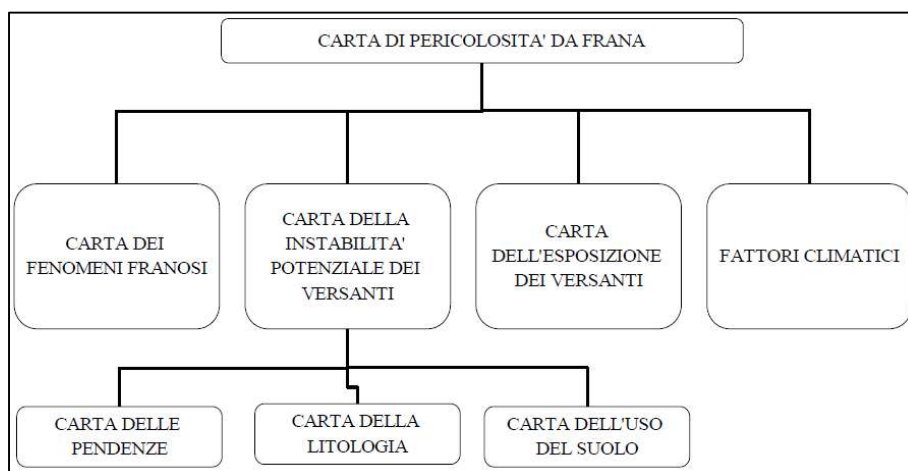 CARTA DI PERICOLOSITA' DA FRANA
CARTA DEI
FENOMENI FRANOSI
CARTA DELLA
INSTABILITA'
POTENZIALE DEI
VERSANTI
CARTA
DELL'ESPOSIZIONE
DEI VERSANTI
FATTORI CLIMATICI
CARTA DELLE
PENDENZE
CARTA DELLA
LITOLOGIA
CARTA DELL'USO
DEL SUOLO